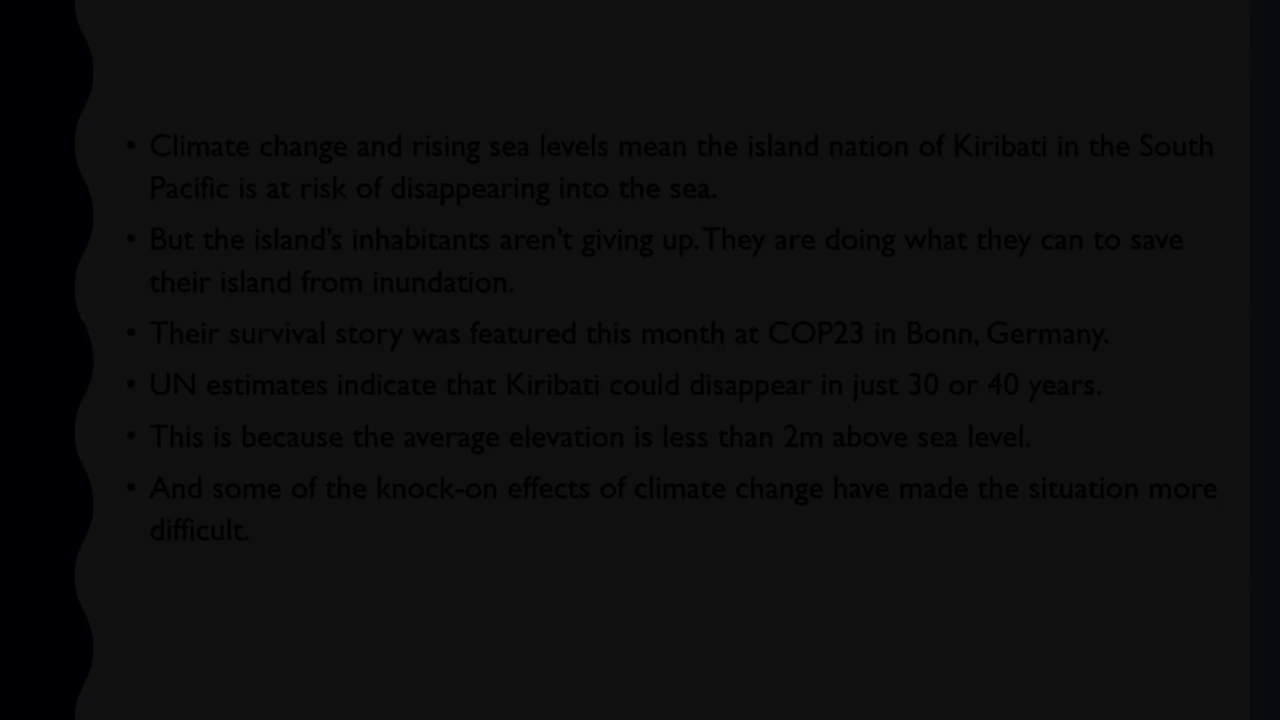 • Climate change and rising sea levels mean the island nation of Kiribati in the South
Pacific is at risk of disappearing into the sea.
• But the island's inhabitants aren't giving up. They are doing what they can to save
their island from inundation.
• Their survival story was featured this month at COP23 in Bonn, Germany.
• UN estimates indicate that Kiribati could disappear in just 30 or 40 years.
• This is because the average elevation is less than 2m above sea level.
• And some of the knock-on effects of climate change have made the situation more
difficult.